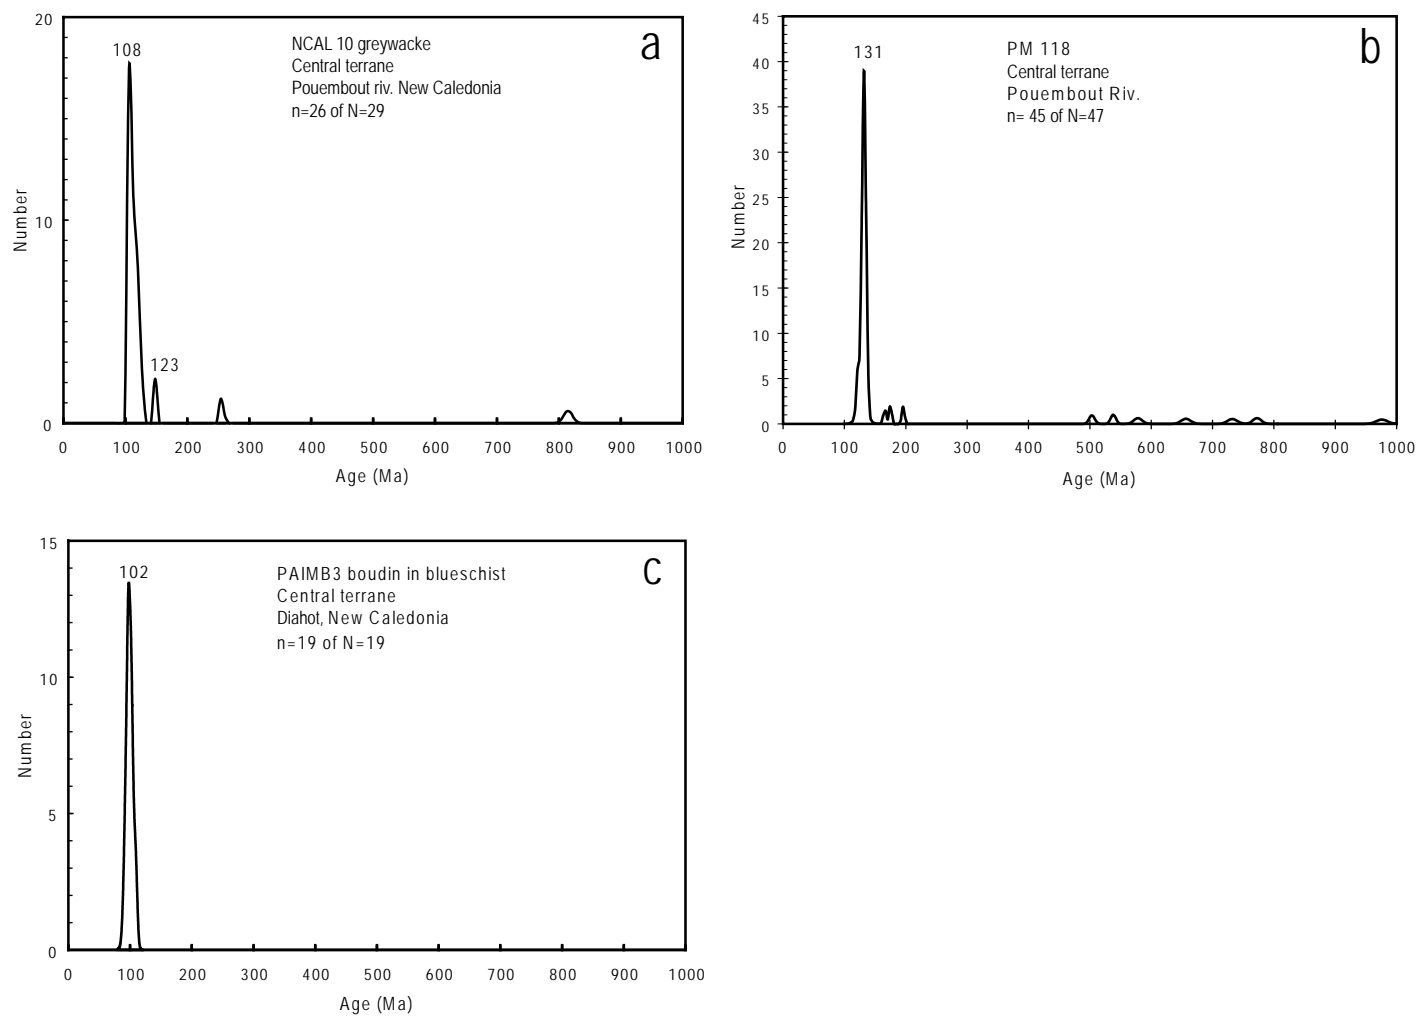 20
10
0
Number
108
123
NCAL 10 greywacke
Central terrane
Pouembout riv. New Caledonia
n=26 of N=29
a
0 100 200 300 400 500 600 700 800 900 1000
Age (Ma)
45
40
35
30
25
20
15
10
5
0
Number
131
PM 118
Central terrane
Pouembout Riv.
n= 45 of N=47
b
0 100 200 300 400 500 600 700 800 900 1000
Age (Ma)
15
10
5
0
Number
102
PAIMB3 boudin in blueschist
Central terrane
Diahot, New Caledonia
n=19 of N=19
c
0 100 200 300 400 500 600 700 800 900 1000
Age (Ma)